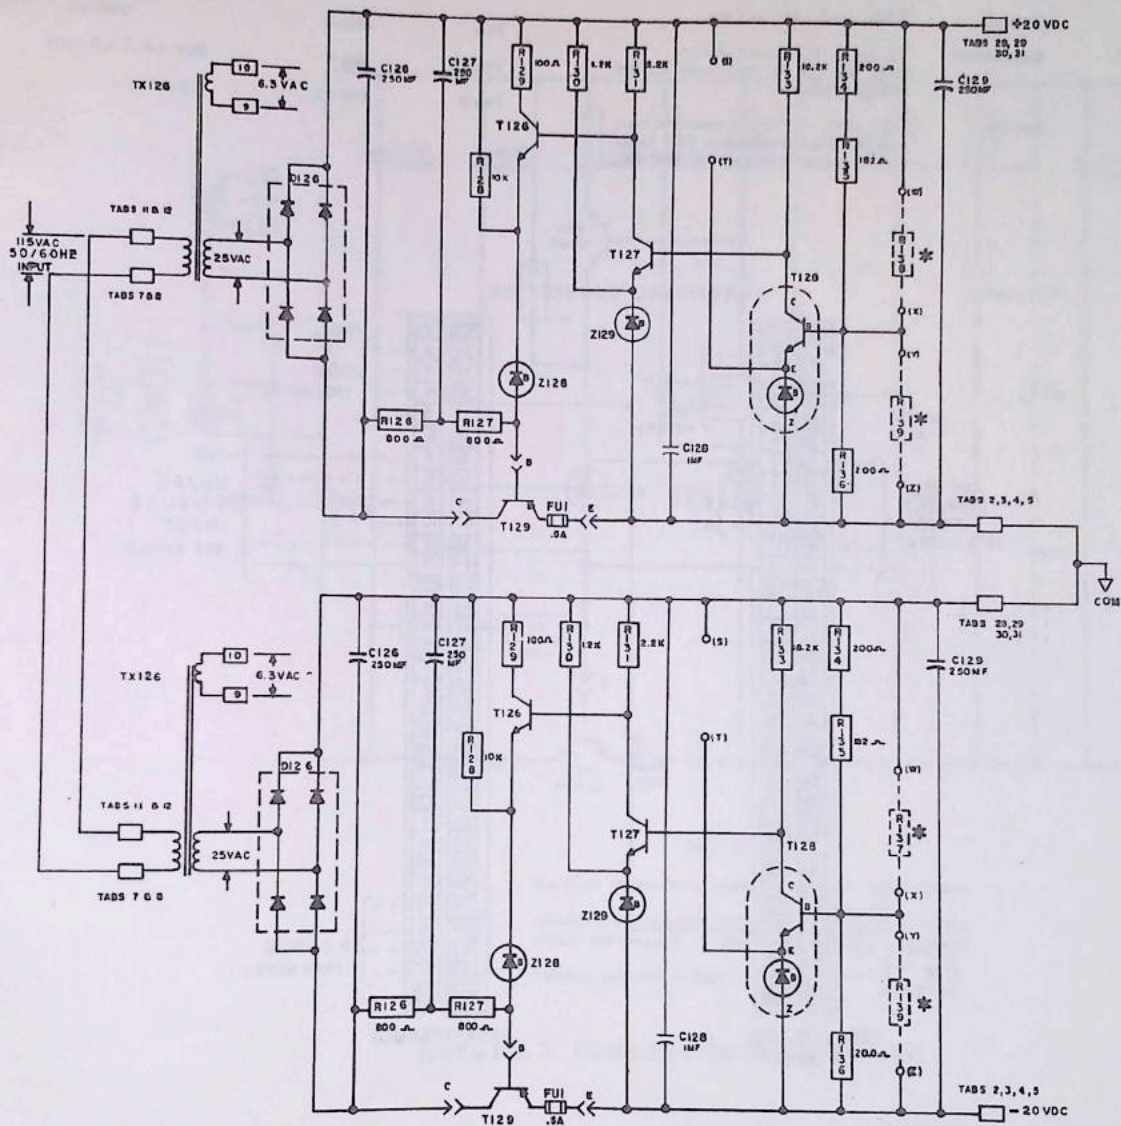 +20 VDC
TABS 28, 29
30, 31
C126
250MF
C127
250
MF
R129
100Ω
R130
1.2K
R131
2.2K
(S)
R133
18.2K
R134
200Ω
C129
250MF
TX126
10
6.3 VAC
9
T126
R128
10K
(T)
R135
182Ω
(W)
D126
TABS 11 & 12
115VAC
50/60HZ
INPUT
25VAC
TABS 7 & 8
T127
T128
R138
*
C
B
(X)
(Y)
Z129
E
Z128
Z
R139
*
R126
800Ω
R127
800Ω
C128
1MF
R136
200Ω
(Z)
B
C
T129
FU1
E
TABS 2,3,4,5
COM
TABS
28,29
30,31
C126
250MF
C127
250
MF
R129
100Ω
R130
1.2K
R131
2.2K
(S)
R133
18.2K
R134
200Ω
C129
250MF
TX126
10
6.3VAC
9
T126
R128
10K
(T)
R135
182Ω
(W)
D126
TABS 11 & 12
25VAC
TABS 7 & 8
T127
T128
R137
*
C
B
(X)
(Y)
Z129
E
Z128
Z
R139
*
R126
800Ω
R127
800Ω
C128
1MF
R136
200Ω
(Z)
B
C
T129
FU1
E
TABS 2,3,4,5
-20 VDC